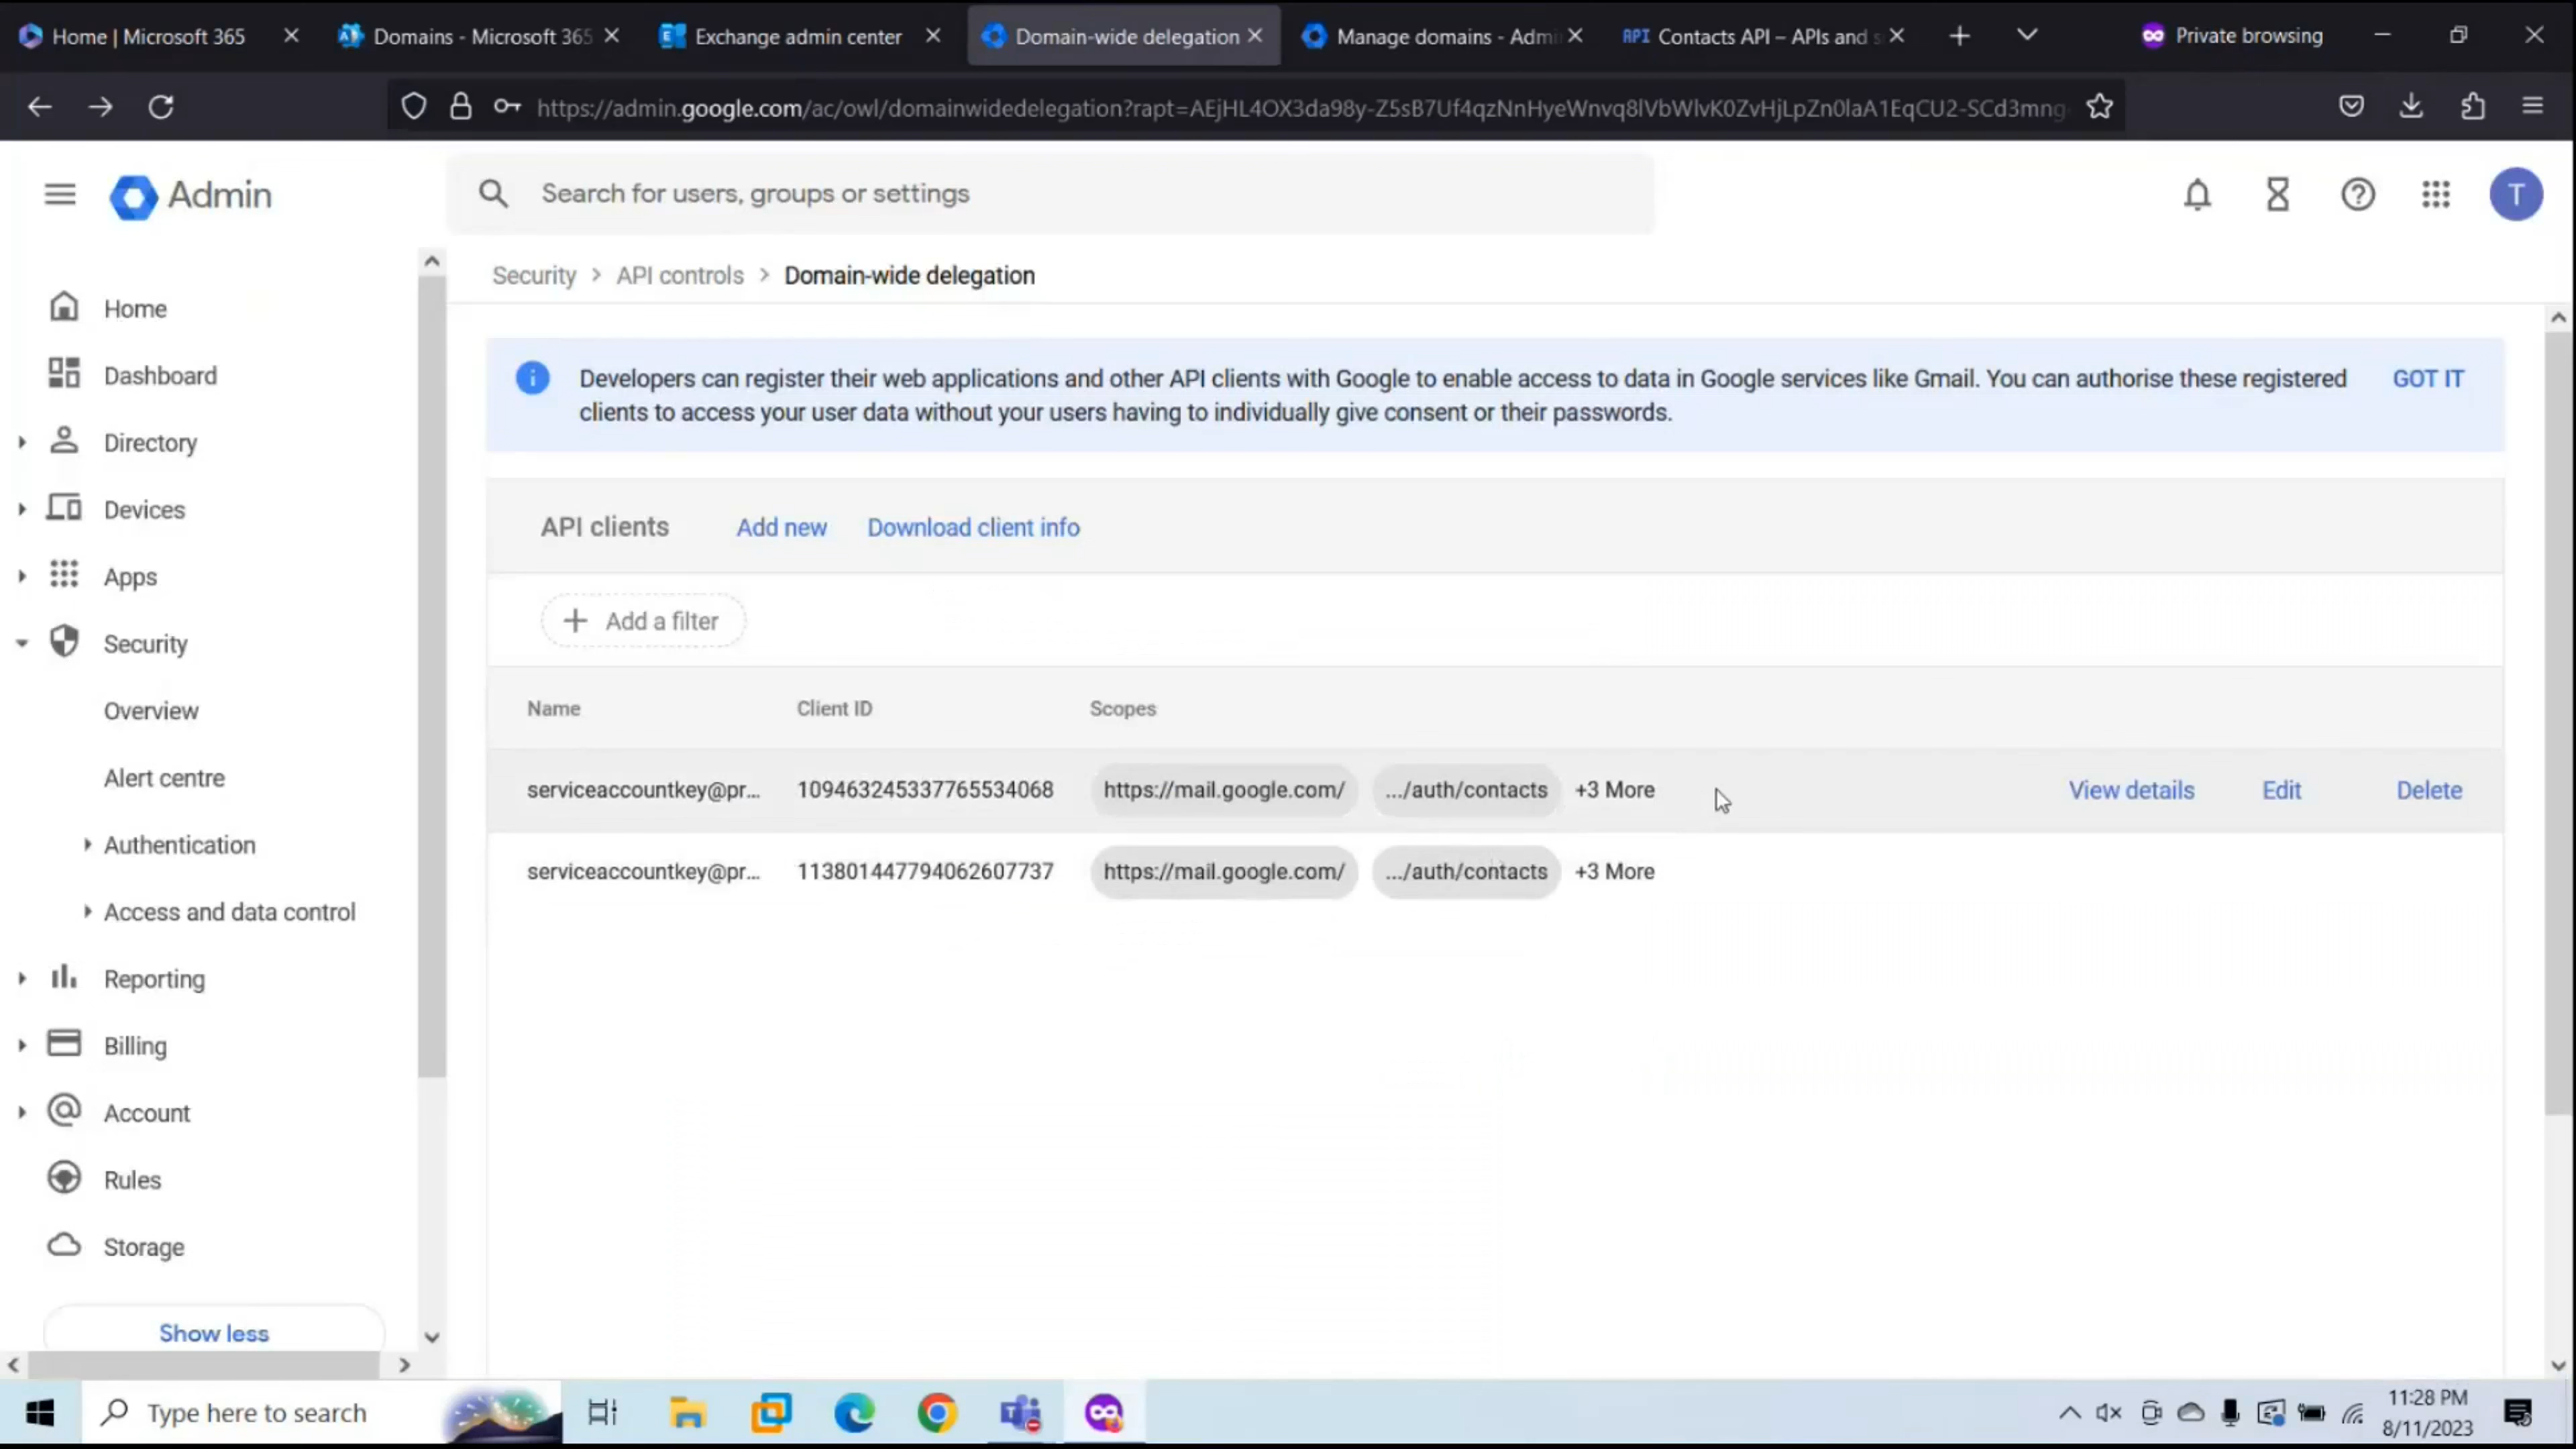 Home | Microsoft 365
Domains - Microsoft 365
Exchange admin center
Domain-wide delegation
Manage domains - Admi
API Contacts API – APIs and s
Private browsing
https://admin.google.com/ac/owl/domainwidedelegation?rapt=AEjHL4OX3da98y-Z5sB7Uf4qzNnHyeWnvq8lVbWlvK0ZvHjLpZn0laA1EqCU2-SCd3mng
Admin
Search for users, groups or settings
T
Home
Dashboard
Directory
Devices
Apps
Security
Overview
Alert centre
Authentication
Access and data control
Reporting
Billing
Account
Rules
Storage
Show less
Security > API controls > Domain-wide delegation
Developers can register their web applications and other API clients with Google to enable access to data in Google services like Gmail. You can authorise these registered
clients to access your user data without your users having to individually give consent or their passwords.
GOT IT
API clients Add new Download client info
Add a filter
Name Client ID Scopes
serviceaccountkey@pr... 109463245337765534068 https://mail.google.com/ .../auth/contacts +3 More View details Edit Delete
serviceaccountkey@pr... 113801447794062607737 https://mail.google.com/ .../auth/contacts +3 More
Type here to search
11:28 PM
8/11/2023